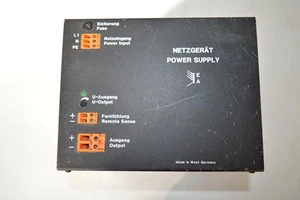 Sicherung
Fuse
L1
N
PE
Netzeingang
Power Input
NETZGERÄT
POWER SUPPLY
E
A
U-Ausgang
U-Output
+
−
Fernfühlung
Remote Sense
+
−
Ausgang
Output
Made in West Germany